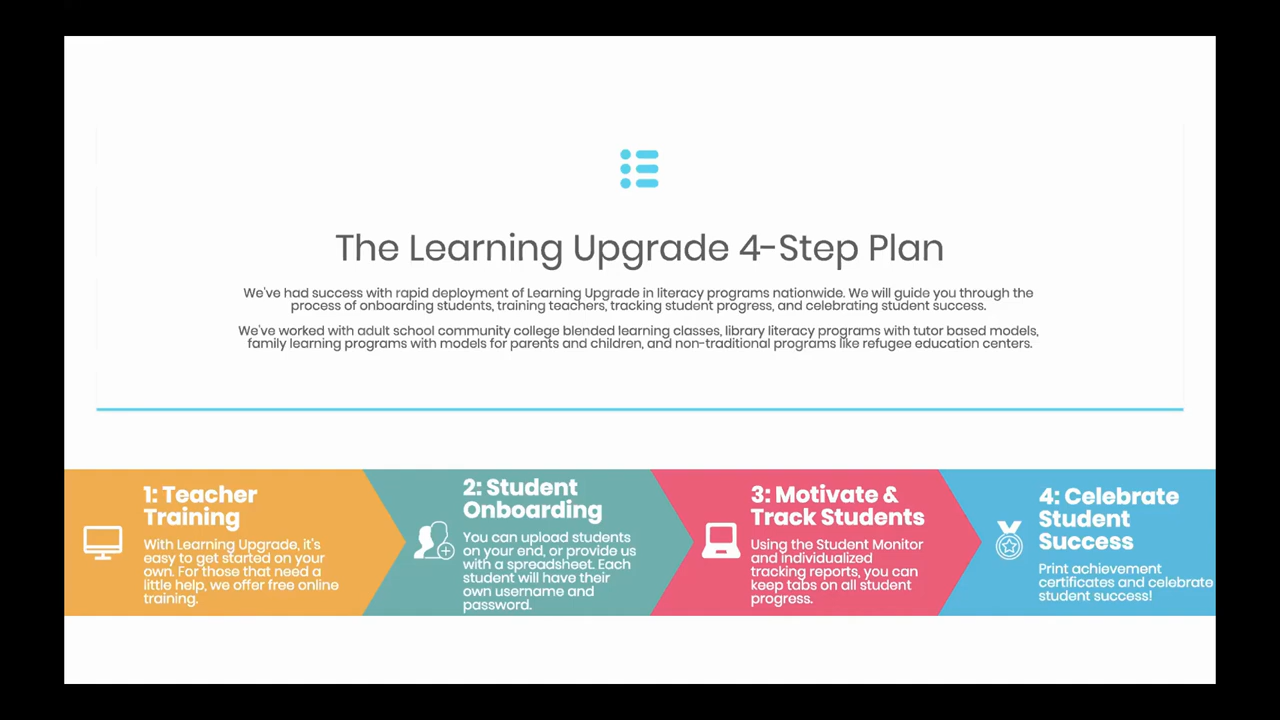 The Learning Upgrade 4-Step Plan
We've had success with rapid deployment of Learning Upgrade in literacy programs nationwide. We will guide you through the
process of onboarding students, training teachers, tracking student progress, and celebrating student success.
We've worked with adult school community college blended learning classes, library literacy programs with tutor based models,
family learning programs with models for parents and children, and non-traditional programs like refugee education centers.
1: Teacher
Training
With Learning Upgrade, it's
easy to get started on your
own. For those that need a
little help, we offer free online
training.
2: Student
Onboarding
You can upload students
on your end, or provide us
with a spreadsheet. Each
student will have their
own username and
password.
3: Motivate &
Track Students
Using the Student Monitor
and individualized
tracking reports, you can
keep tabs on all student
progress.
4: Celebrate
Student
Success
Print achievement
certificates and celebrate
student success!